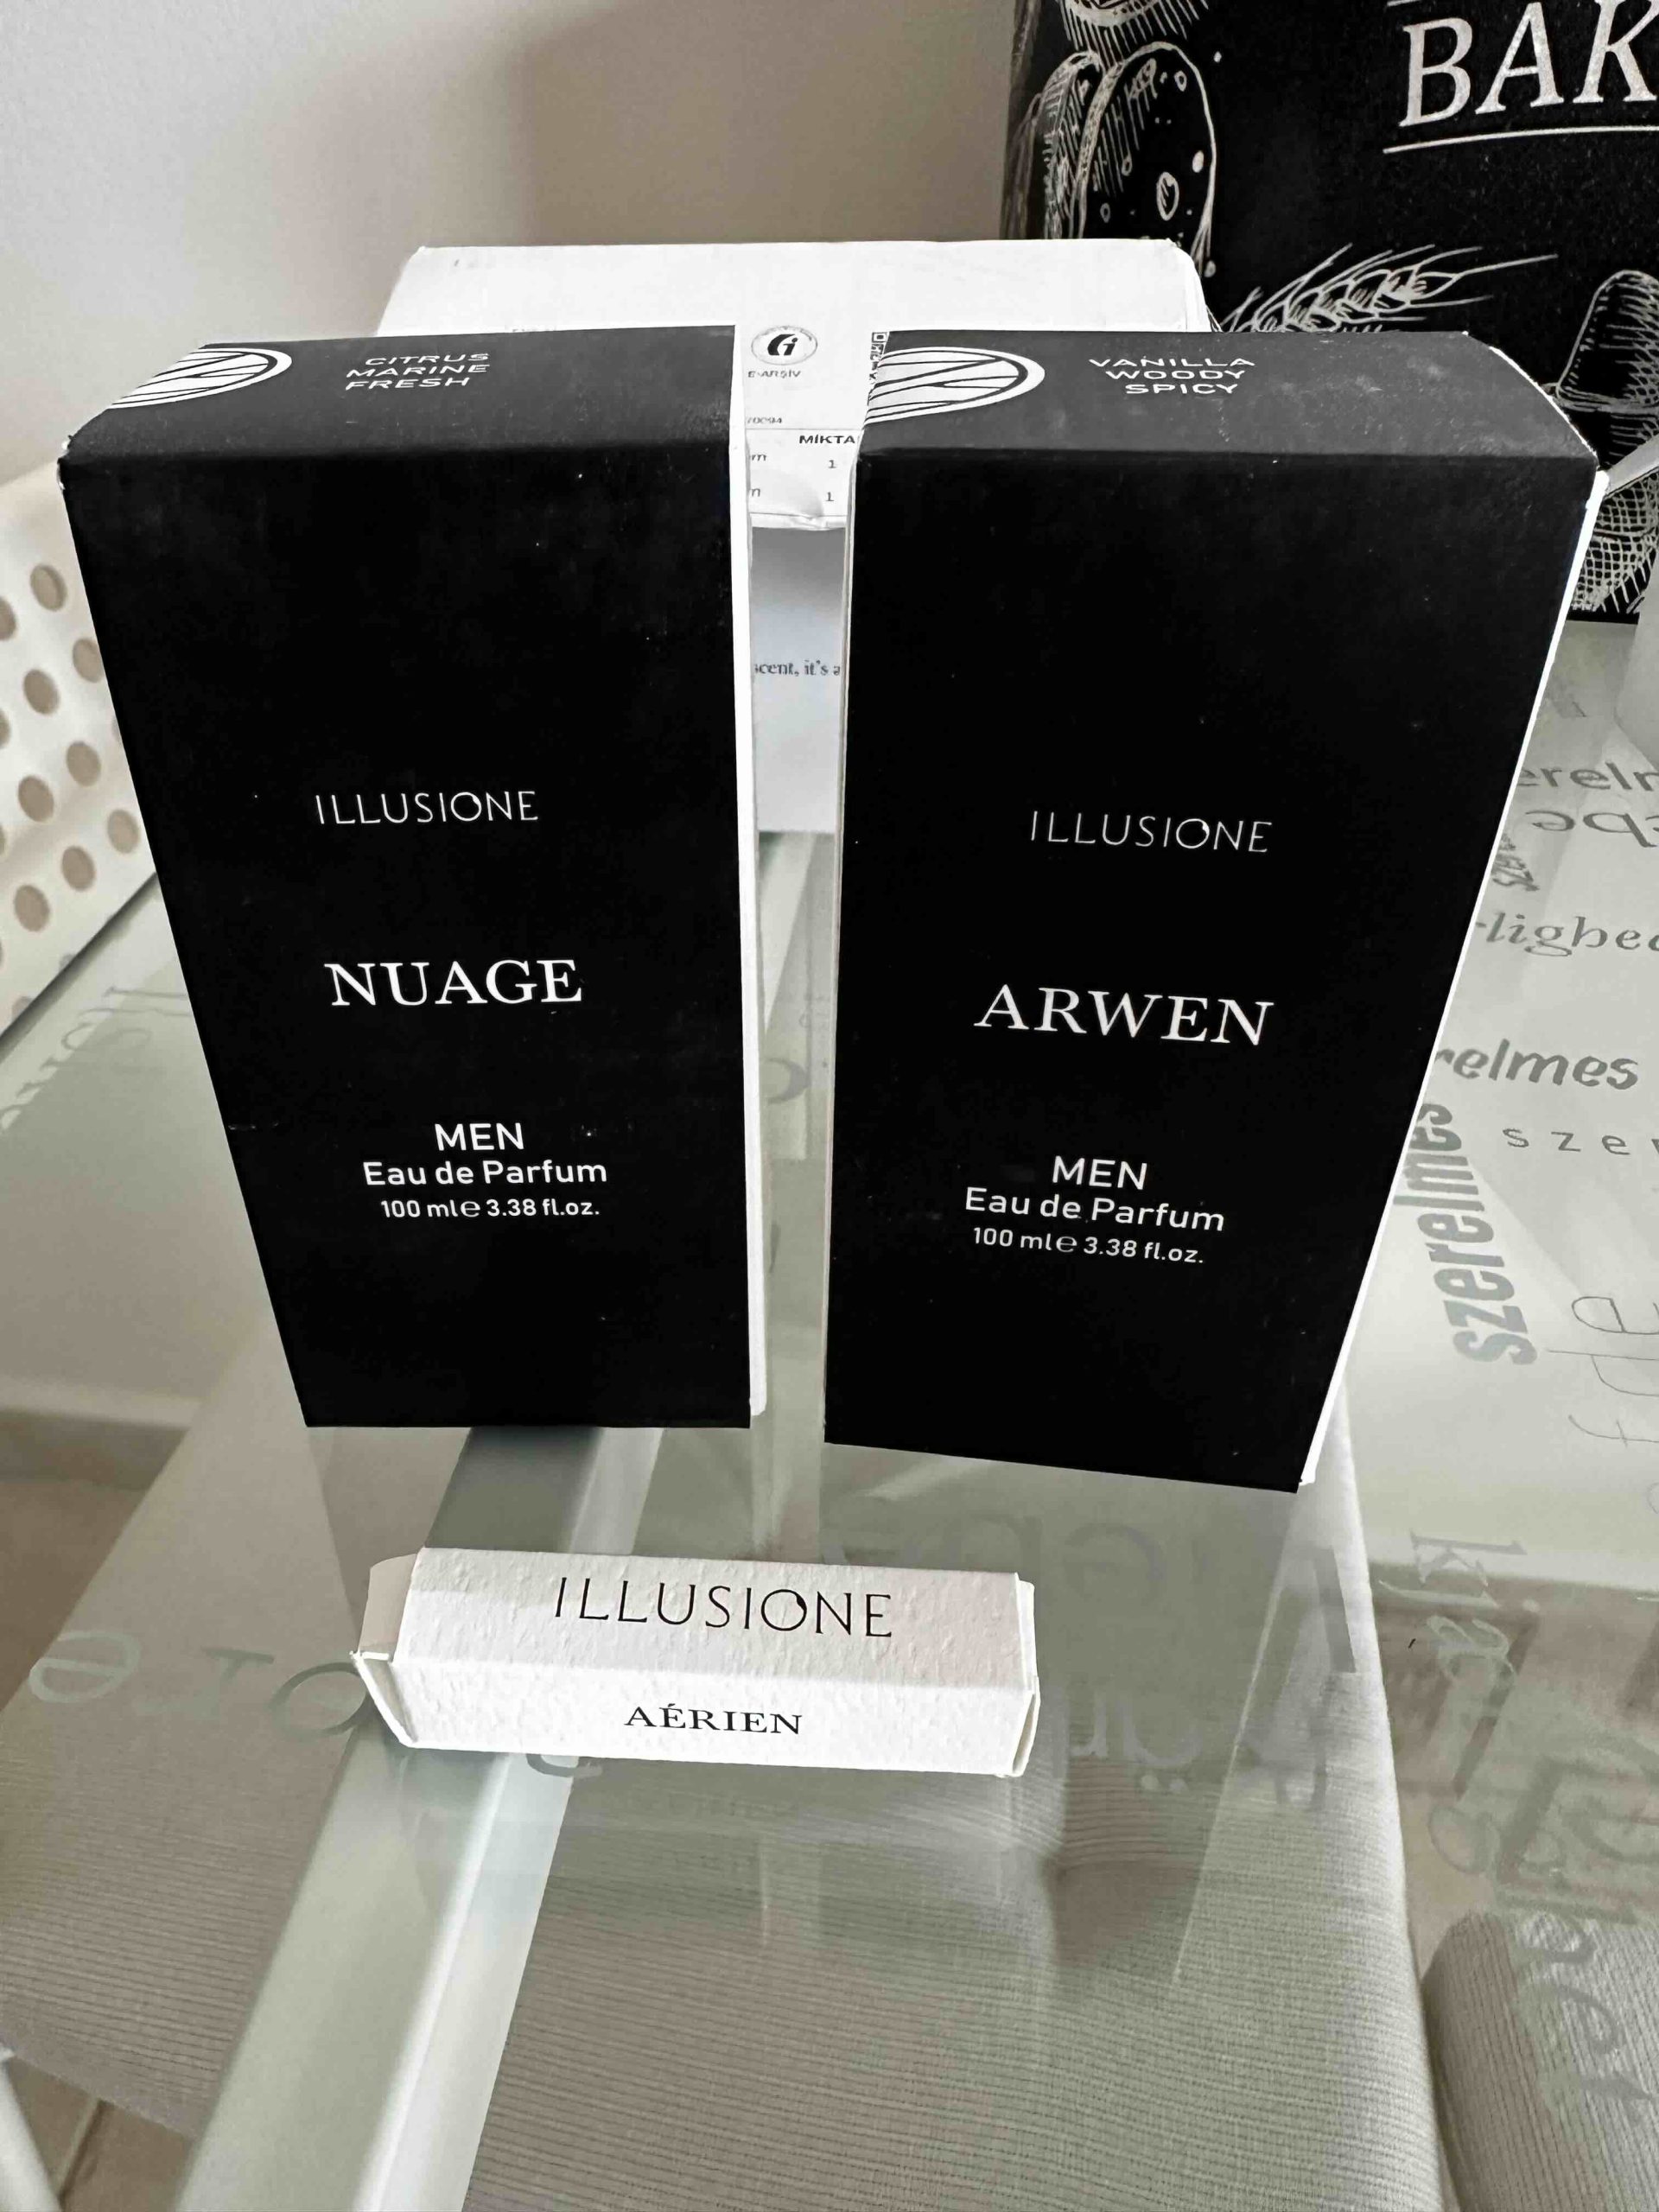 BAK
CITRUS
MARINE
FRESH
E-ARŞİV
VANILLA
WOODY
SPICY
MİKTA
1
1
scent, it's a
ILLUSIONE
NUAGE
MEN
Eau de Parfum
100 ml e 3.38 fl.oz.
ILLUSIONE
ARWEN
MEN
Eau de Parfum
100 ml e 3.38 fl.oz.
relmes
szerelmes
ILLUSIONE
AÉRIEN